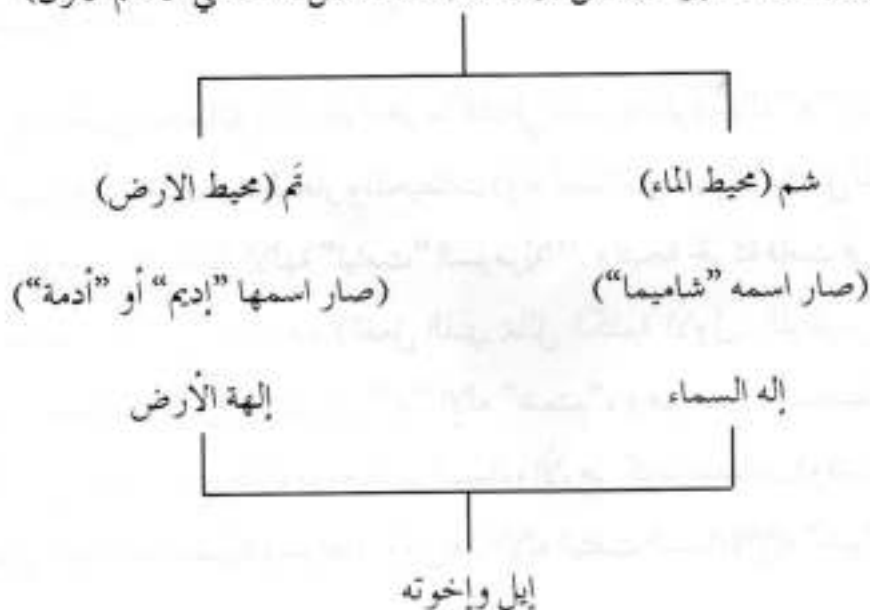 شم (محيط الماء) تَم (محيط الارض)
(صار اسمه “شاميما”) (صار اسمها “إديم” أو “أدمة”)
إله السماء إلهة الأرض
إيل وإخوته